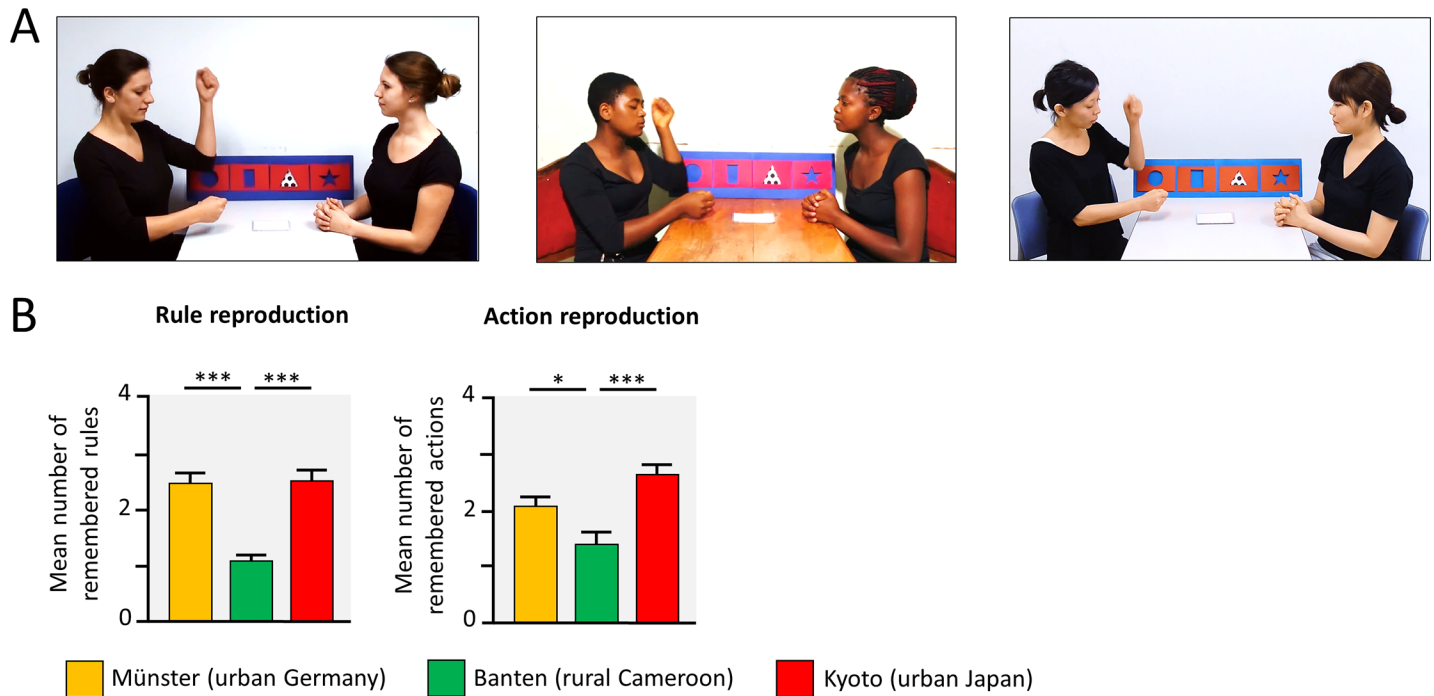 A
B
Rule reproduction
Action reproduction
***
***
*
***
Mean number of
remembered rules
4
2
0
Mean number of
remembered actions
4
2
0
Münster (urban Germany)
Banten (rural Cameroon)
Kyoto (urban Japan)